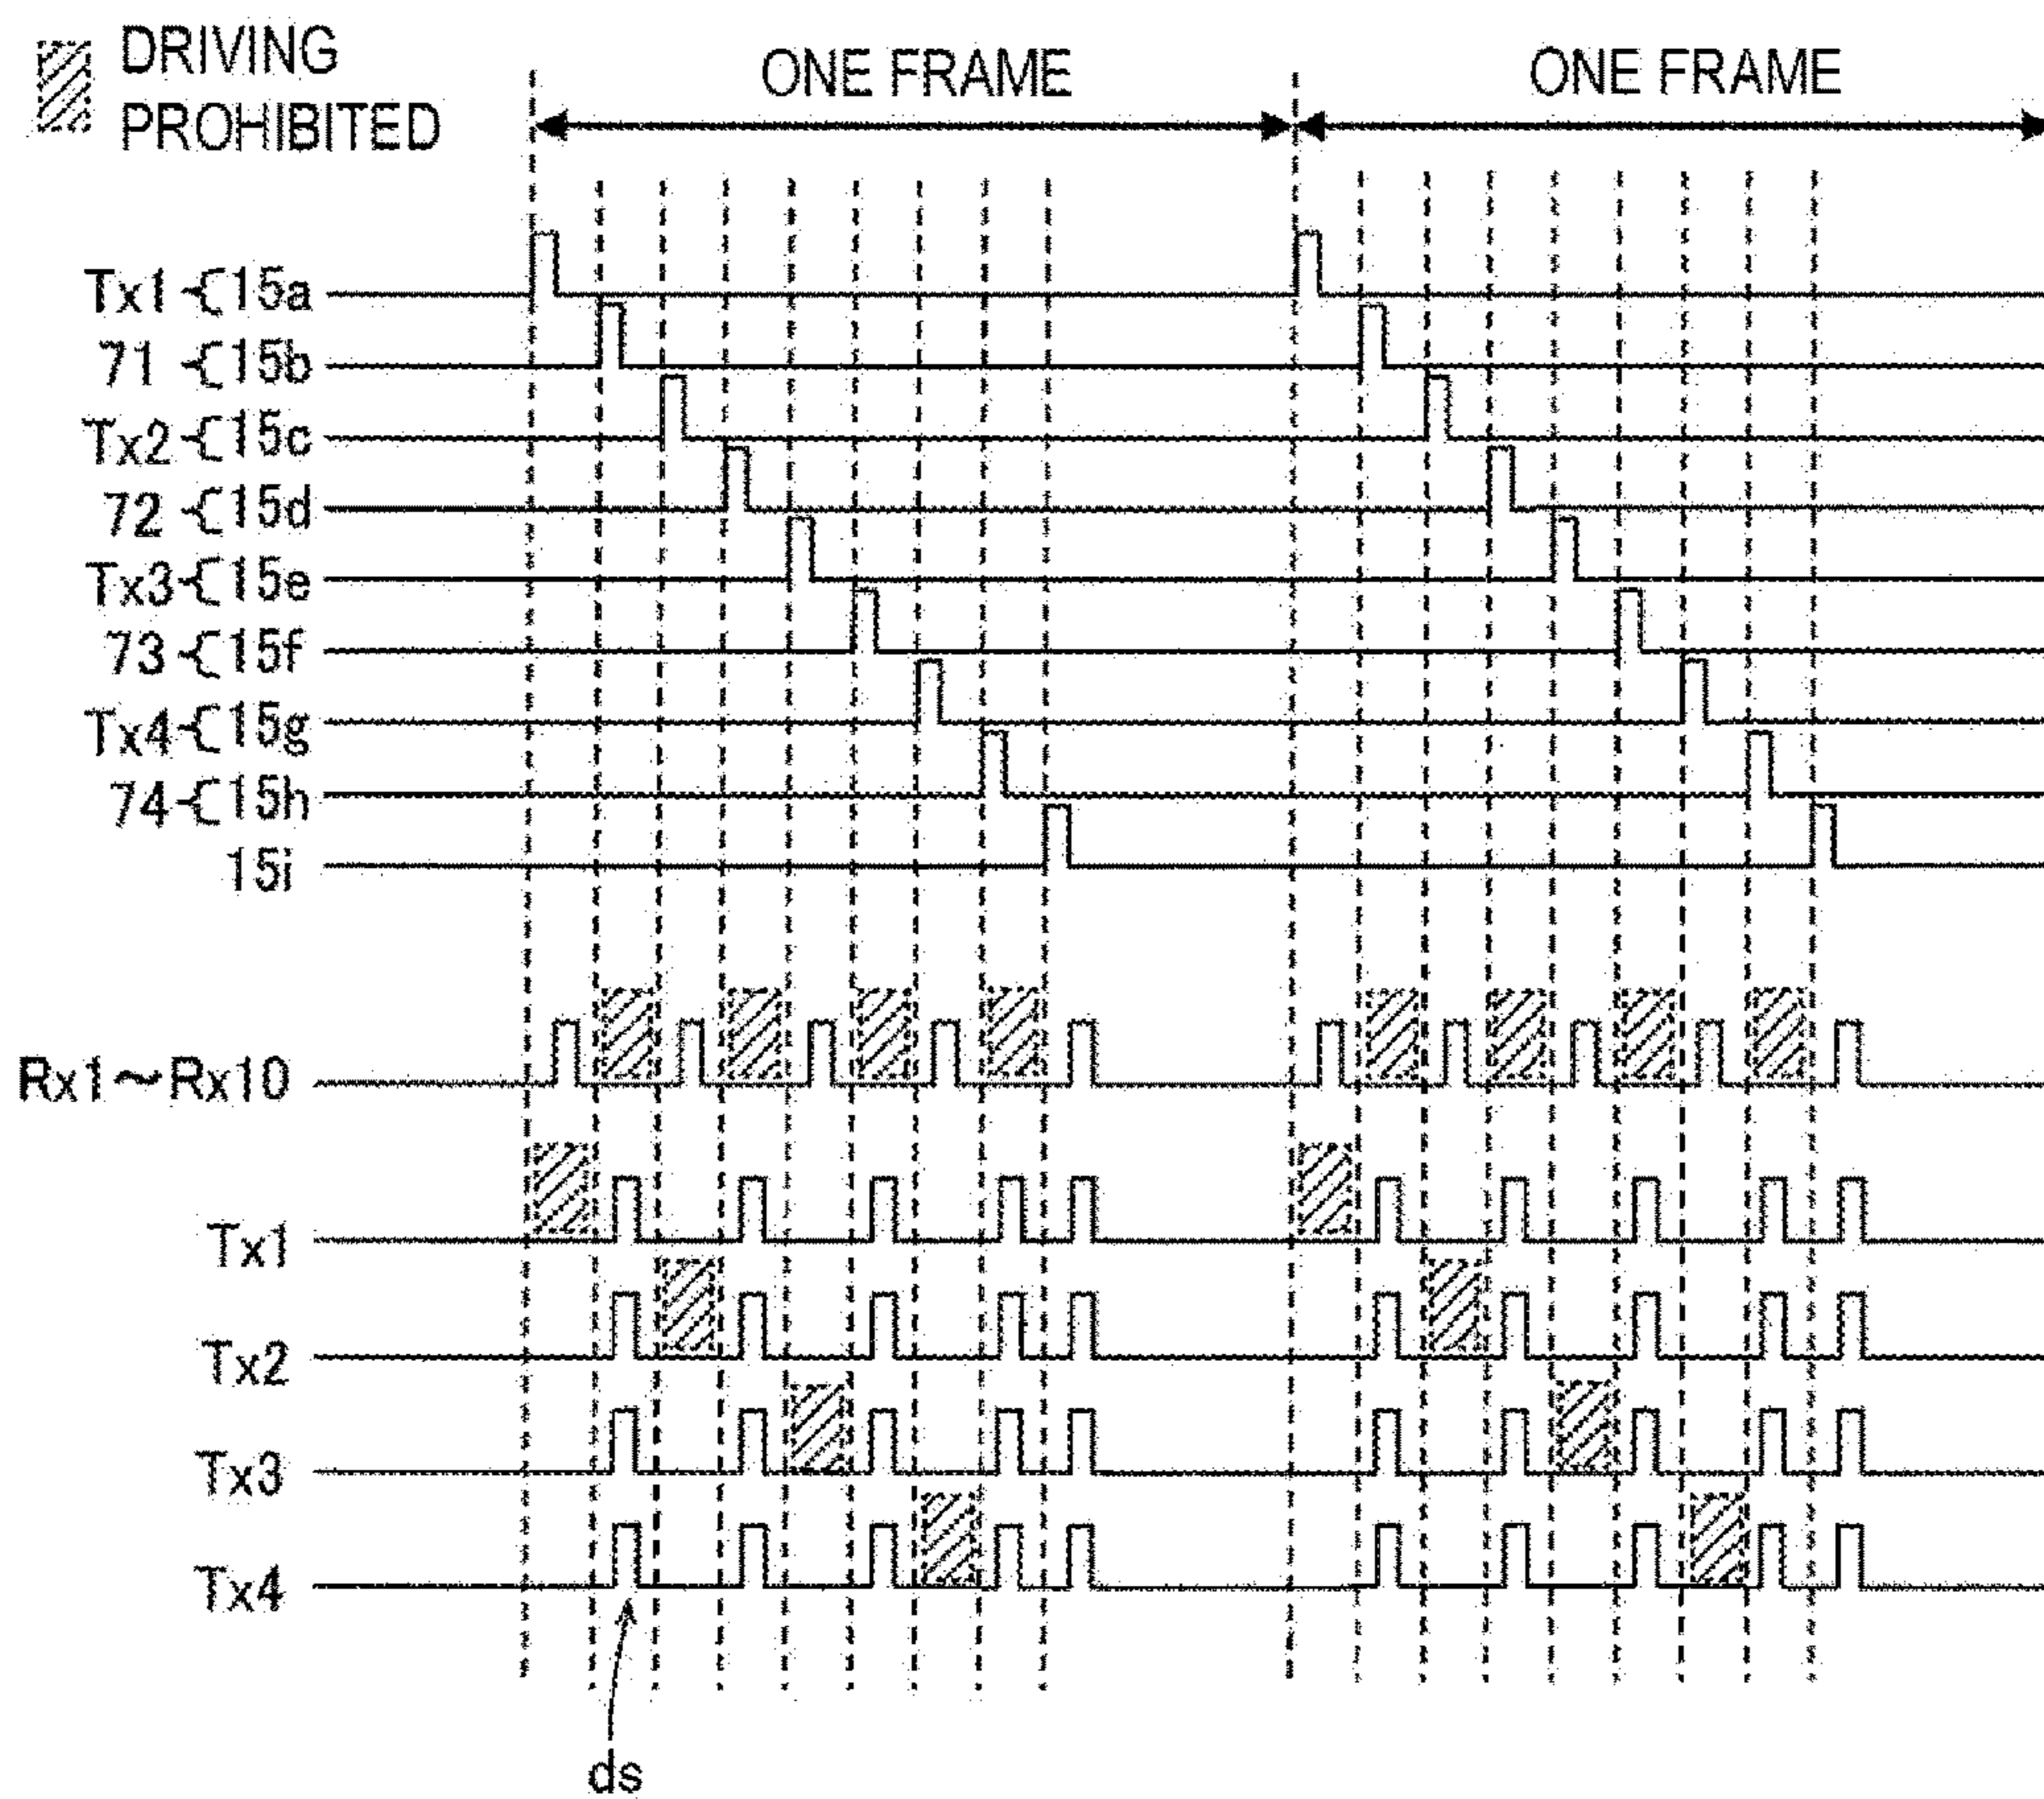 DRIVING
PROHIBITED
ONE FRAME
ONE FRAME
Tx1 { 15a
71 { 15b
Tx2 { 15c
72 { 15d
Tx3 { 15e
73 { 15f
Tx4 { 15g
74 { 15h
15i
Rx1～Rx10
Tx1
Tx2
Tx3
Tx4
ds